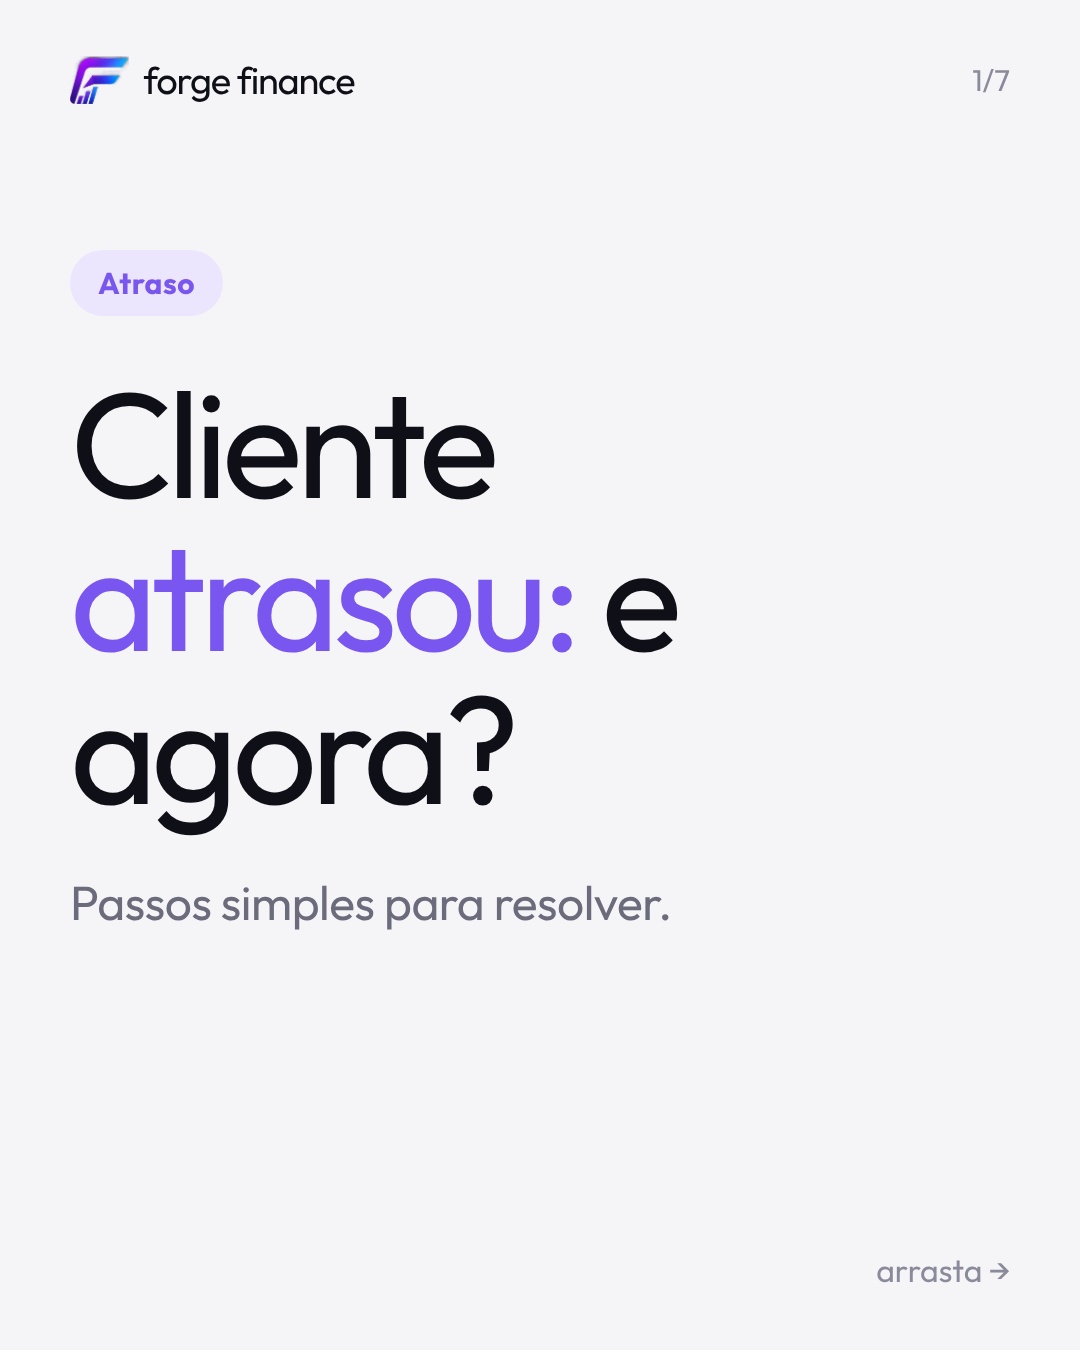 forge finance
1/7
Atraso
Cliente
atrasou: e
agora?
Passos simples para resolver.
arrasta →